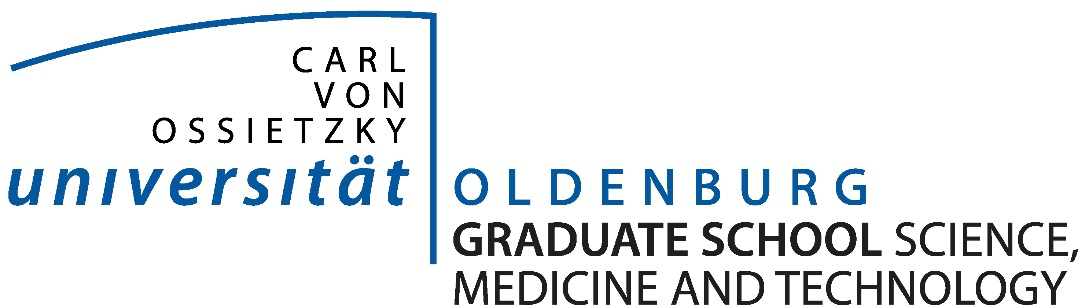 CARL
VON
OSSIETZKY
universität
OLDENBURG
GRADUATE SCHOOL SCIENCE,
MEDICINE AND TECHNOLOGY